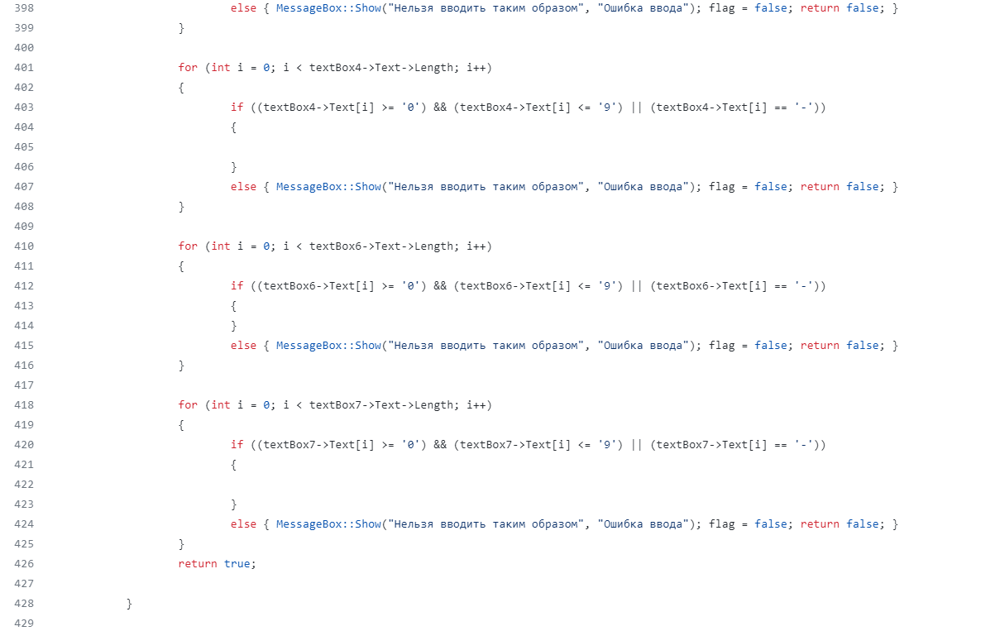 398 else { MessageBox::Show("Нельзя вводить таким образом", "Ошибка ввода"); flag = false; return false; }
399 }
400
401 for (int i = 0; i < textBox4->Text->Length; i++)
402 {
403 if ((textBox4->Text[i] >= '0') && (textBox4->Text[i] <= '9') || (textBox4->Text[i] == '-'))
404 {
405
406 }
407 else { MessageBox::Show("Нельзя вводить таким образом", "Ошибка ввода"); flag = false; return false; }
408 }
409
410 for (int i = 0; i < textBox6->Text->Length; i++)
411 {
412 if ((textBox6->Text[i] >= '0') && (textBox6->Text[i] <= '9') || (textBox6->Text[i] == '-'))
413 {
414 }
415 else { MessageBox::Show("Нельзя вводить таким образом", "Ошибка ввода"); flag = false; return false; }
416 }
417
418 for (int i = 0; i < textBox7->Text->Length; i++)
419 {
420 if ((textBox7->Text[i] >= '0') && (textBox7->Text[i] <= '9') || (textBox7->Text[i] == '-'))
421 {
422
423 }
424 else { MessageBox::Show("Нельзя вводить таким образом", "Ошибка ввода"); flag = false; return false; }
425 }
426 return true;
427
428 }
429